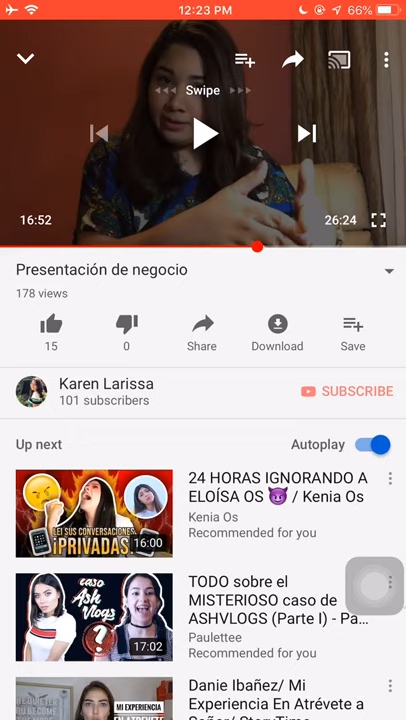 12:23 PM
66%
Swipe
16:52
26:24
Presentación de negocio
178 views
15
0
Share
Download
Save
Karen Larissa
101 subscribers
SUBSCRIBE
Up next
Autoplay
LEI SUS CONVERSACIONES
¡PRIVADAS!
16:00
24 HORAS IGNORANDO A
ELOÍSA OS 😈 / Kenia Os
Kenia Os
Recommended for you
caso
Ash
Vlogs
?
17:02
TODO sobre el
MISTERIOSO caso de
ASHVLOGS (Parte I) - Pa...
Paulettee
Recommended for you
MI EXPERIENCIA
EN ATRÉVETE A
Danie Ibañez/ Mi
Experiencia En Atrévete a
Soñar/ StoryTime